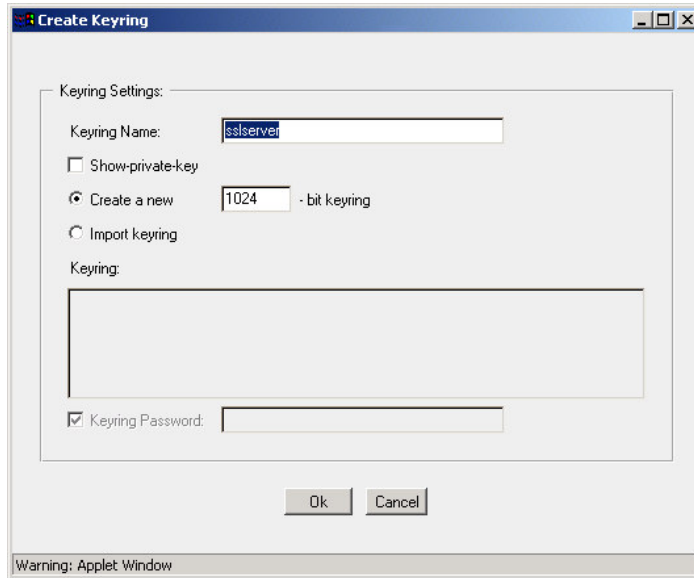 Create Keyring
Keyring Settings:
Keyring Name: sslserver
Show-private-key
Create a new 1024 - bit keyring
Import keyring
Keyring:
Keyring Password:
Ok Cancel
Warning: Applet Window